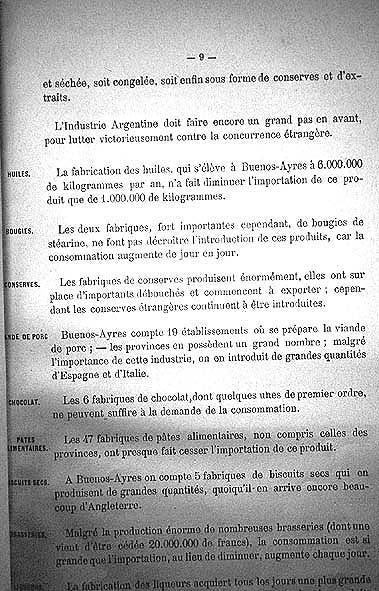 — 9 —
et séchée, soit congelée, soit enfin sous forme de conserves et d'ex-
traits.
L'Industrie Argentine doit faire encore un grand pas en avant,
pour lutter victorieusement contre la concurrence étrangère.
HUILES.
La fabrication des huiles, qui s'élève à Buenos-Ayres à 6.000.000
de kilogrammes par an, n'a fait diminuer l'importation de ce pro-
duit que de 1.000.000 de kilogrammes.
BOUGIES.
Les deux fabriques, fort importantes cependant, de bougies de
stéarine, ne font pas décroître l'introduction de ces produits, car la
consommation augmente de jour en jour.
CONSERVES.
Les fabriques de conserves produisent énormément, elles ont sur
place d'importants débouchés et commencent à exporter ; cepen-
dant les conserves étrangères continuent à être introduites.
NDE DE PORC
Buenos-Ayres compte 19 établissements où se prépare la viande
de porc ; — les provinces en possèdent un grand nombre ; malgré
l'importance de cette industrie, on en introduit de grandes quantités
d'Espagne et d'Italie.
CHOCOLAT.
Les 6 fabriques de chocolat,dont quelques unes de premier ordre,
ne peuvent suffire à la demande de la consommation.
PATES
LIMENTAIRES.
Les 47 fabriques de pâtes alimentaires, non compris celles des
provinces, ont presque fait cesser l'importation de ce produit.
ISCUITS SECS.
A Buenos-Ayres on compte 5 fabriques de biscuits secs qui en
produisent de grandes quantités, quoiqu'il en arrive encore beau-
coup d'Angleterre.
BRASSERIES.
Malgré la production énorme de nombreuses brasseries (dont une
vient d'être cédée 20.000.000 de francs), la consommation est si
grande que l'importation, au lieu de diminuer, augmente chaque jour.
La fabrication des liqueurs acquiert tous les jours une plus grande